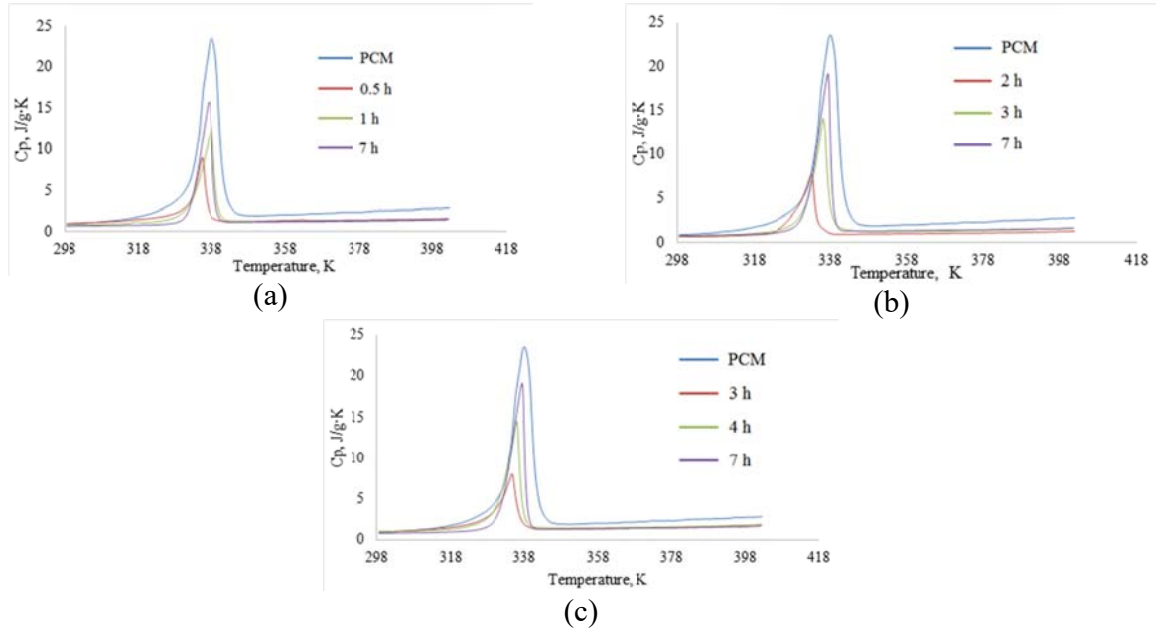 25
20
15
10
5
0
Cp, J/g·K
PCM
0.5 h
1 h
7 h
298 318 338 358 378 398 418
Temperature, K
(a)
25
20
15
10
5
0
Cp, J/g·K
PCM
2 h
3 h
7 h
298 318 338 358 378 398 418
Temperature, K
(b)
25
20
15
10
5
0
Cp, J/g·K
PCM
3 h
4 h
7 h
298 318 338 358 378 398 418
Temperature, K
(c)